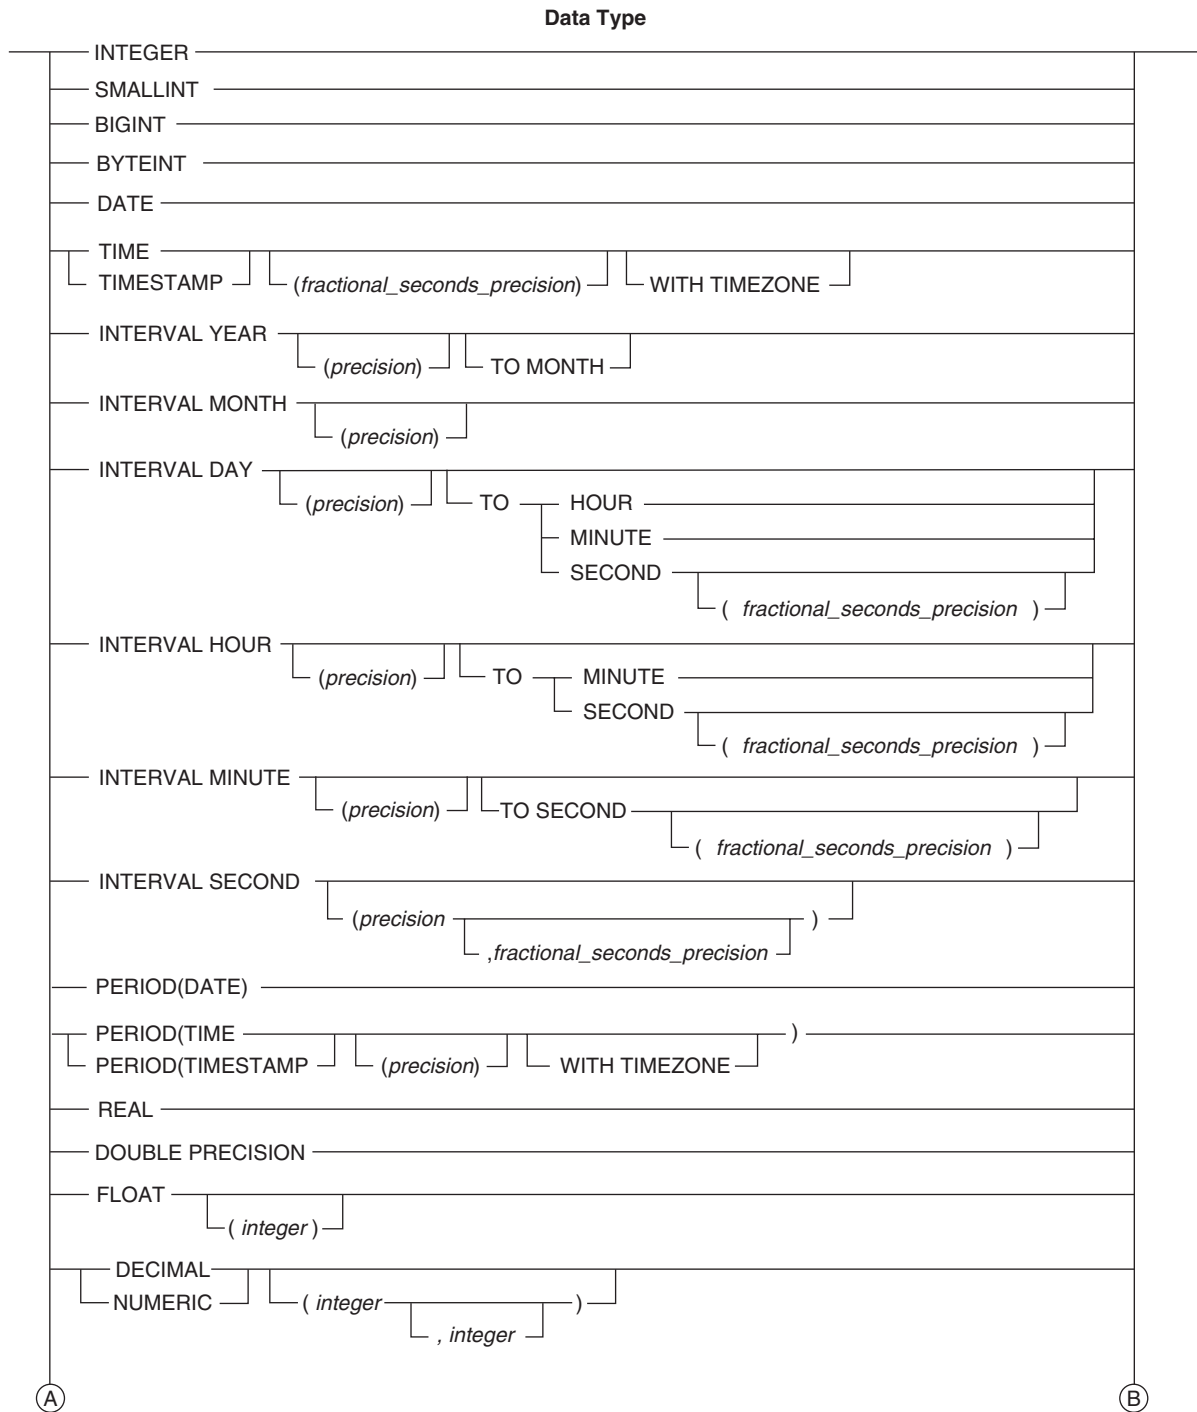 Data Type
INTEGER
SMALLINT
BIGINT
BYTEINT
DATE
TIME
TIMESTAMP (fractional_seconds_precision) WITH TIMEZONE
INTERVAL YEAR
(precision) TO MONTH
INTERVAL MONTH
(precision)
INTERVAL DAY
(precision) TO HOUR
MINUTE
SECOND
( fractional_seconds_precision )
INTERVAL HOUR
(precision) TO MINUTE
SECOND
( fractional_seconds_precision )
INTERVAL MINUTE
(precision) TO SECOND
( fractional_seconds_precision )
INTERVAL SECOND
(precision )
,fractional_seconds_precision
PERIOD(DATE)
PERIOD(TIME )
PERIOD(TIMESTAMP (precision) WITH TIMEZONE
REAL
DOUBLE PRECISION
FLOAT
( integer )
DECIMAL
NUMERIC ( integer )
, integer
A B